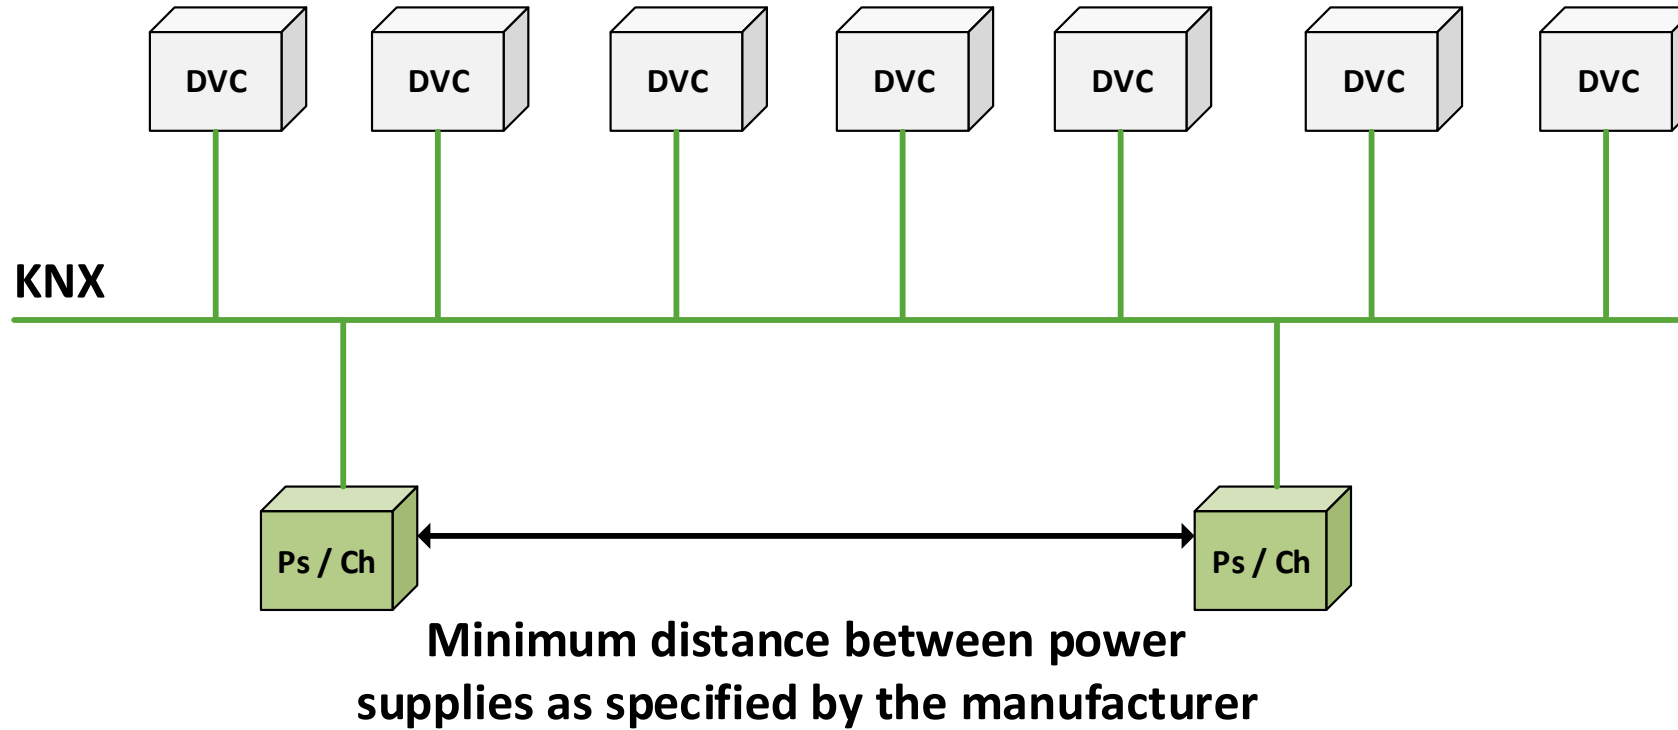 DVC DVC DVC DVC DVC DVC DVC
KNX
Ps / Ch Ps / Ch
Minimum distance between power
supplies as specified by the manufacturer